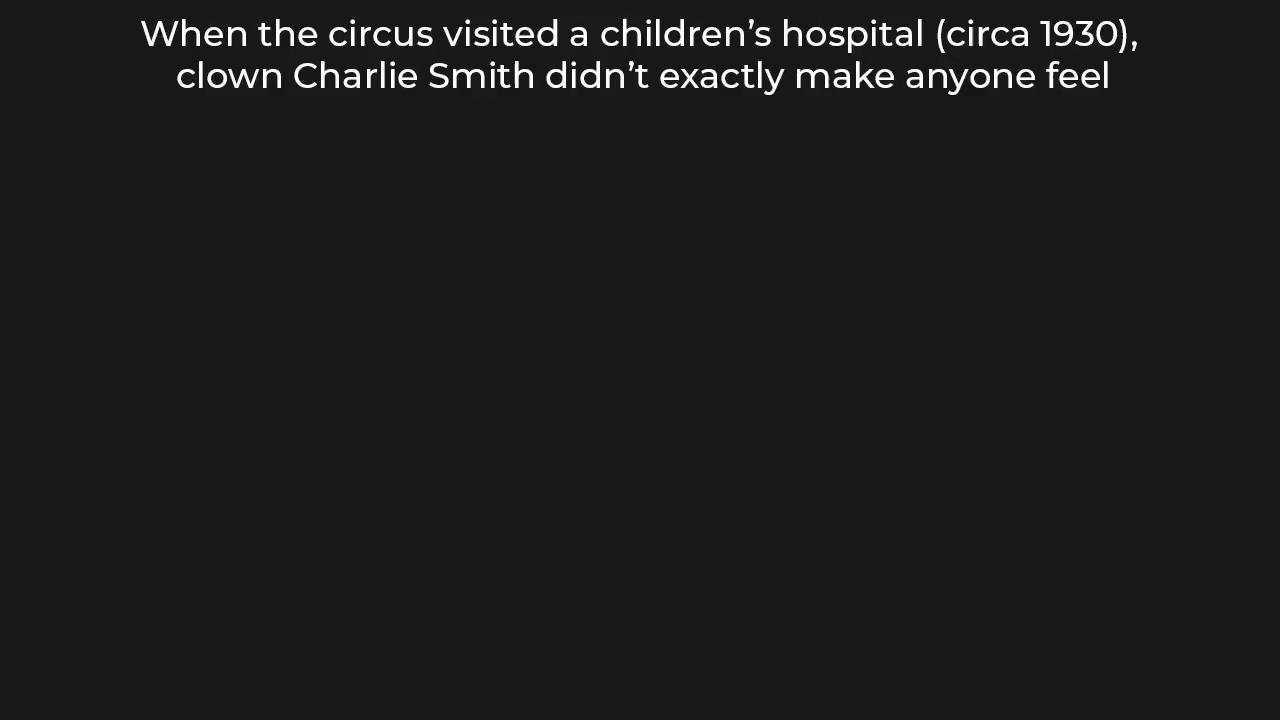 When the circus visited a children’s hospital (circa 1930),
clown Charlie Smith didn’t exactly make anyone feel